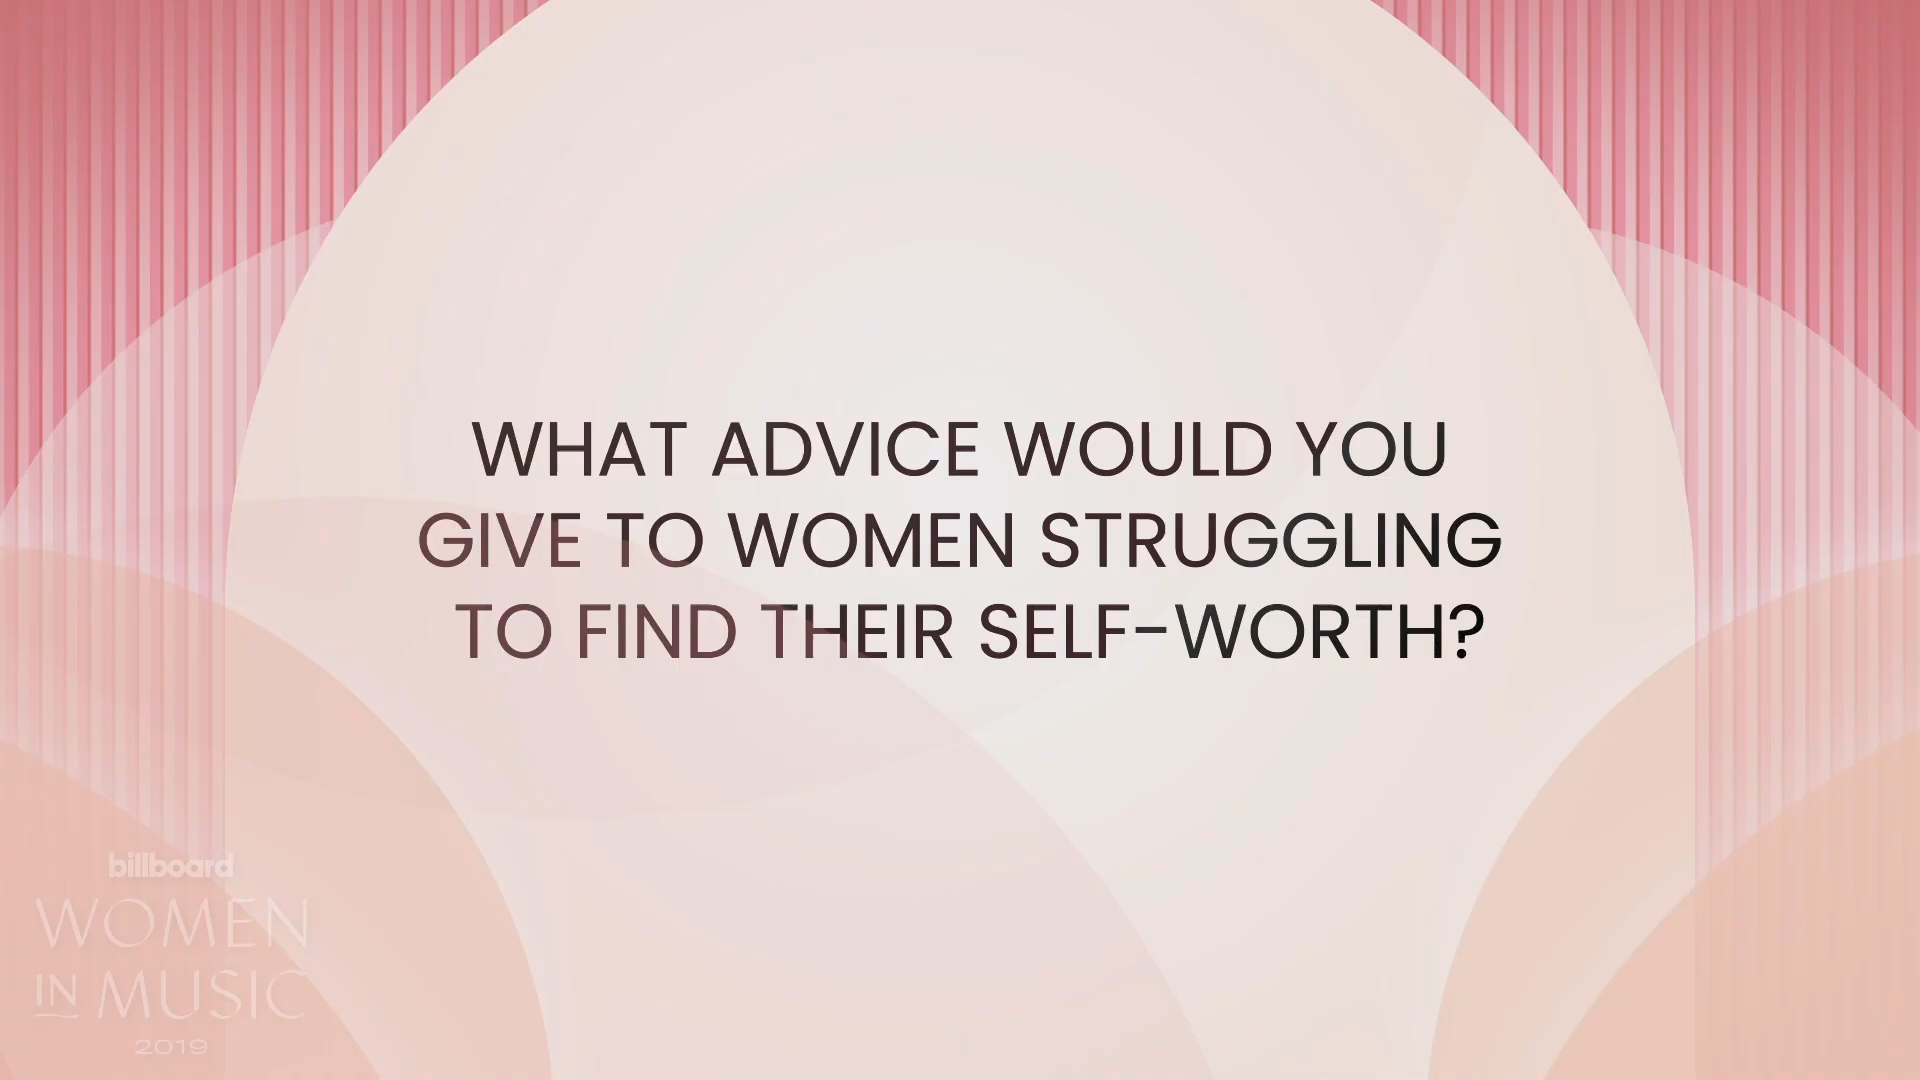 WHAT ADVICE WOULD YOU
GIVE TO WOMEN STRUGGLING
TO FIND THEIR SELF-WORTH?
billboard
WOMEN
IN MUSIC
2019